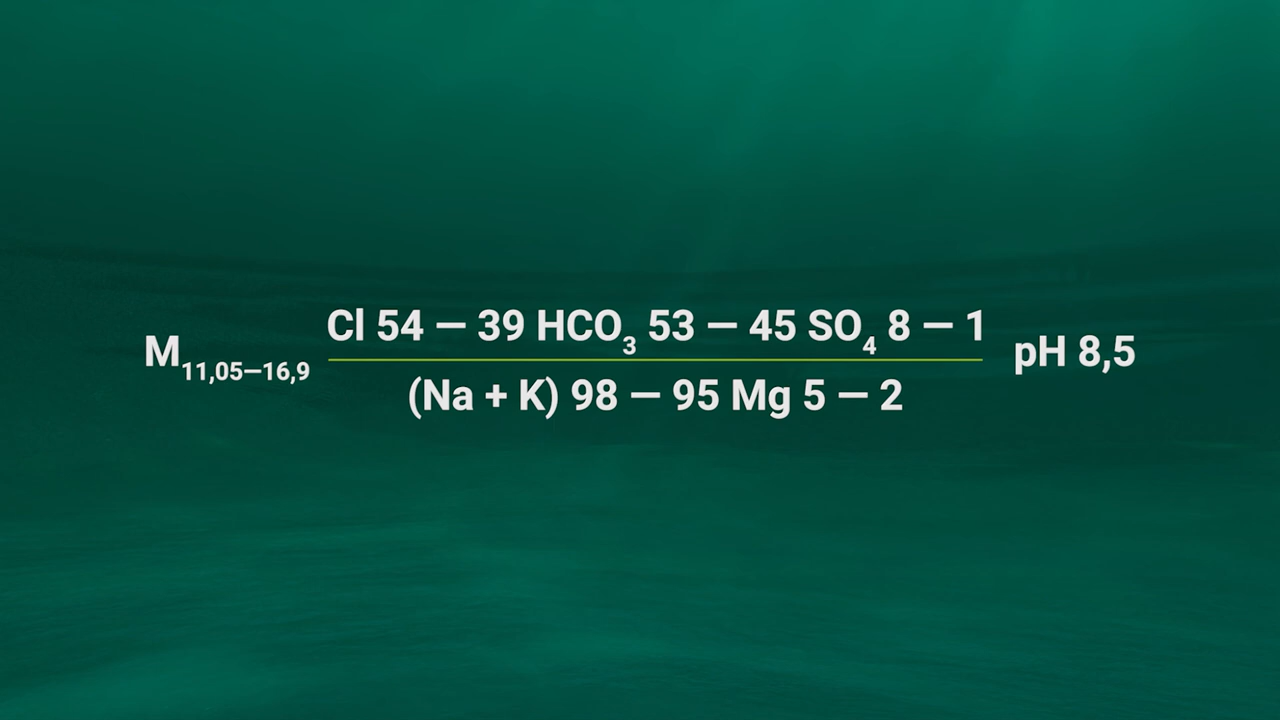 Cl 54 — 39 HCO₃ 53 — 45 SO₄ 8 — 1
M₁₁,₀₅—₁₆,₉ pH 8,5
(Na + K) 98 — 95 Mg 5 — 2